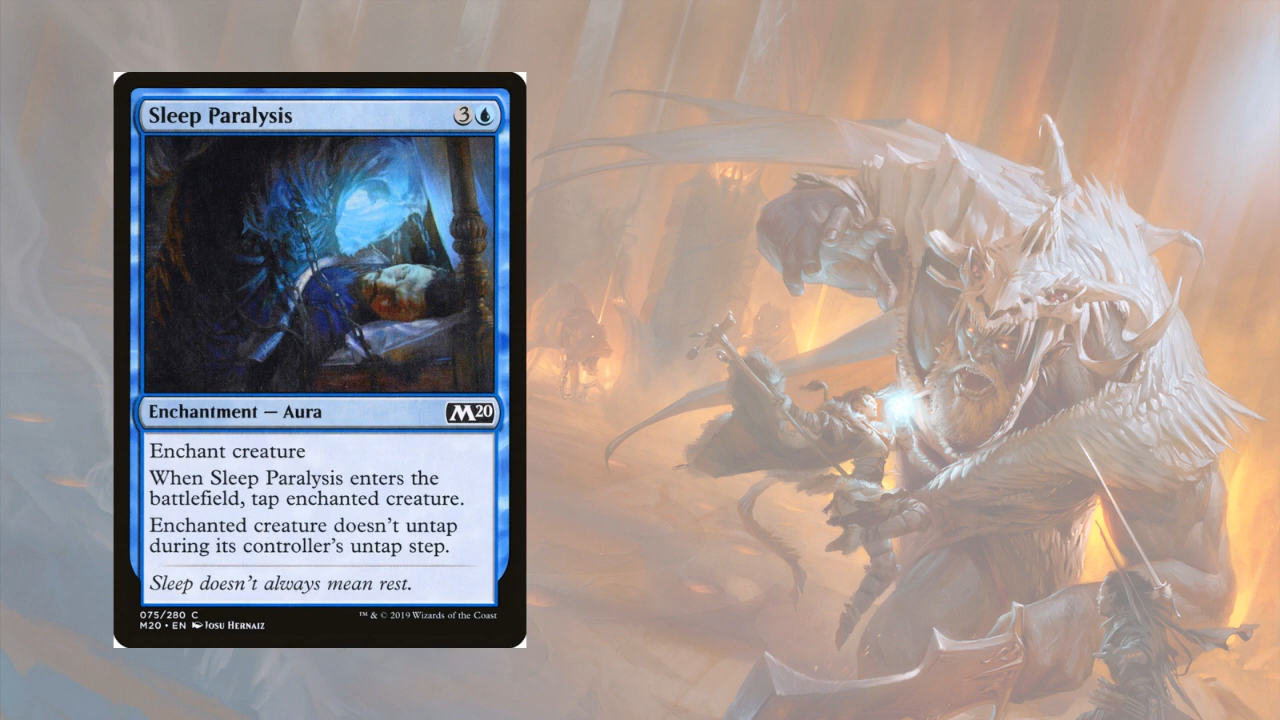 Sleep Paralysis 3
Enchantment — Aura M20
Enchant creature
When Sleep Paralysis enters the
battlefield, tap enchanted creature.
Enchanted creature doesn't untap
during its controller's untap step.
Sleep doesn't always mean rest.
075/280 C ™ & © 2019 Wizards of the Coast
M20 • EN Josu Hernaiz